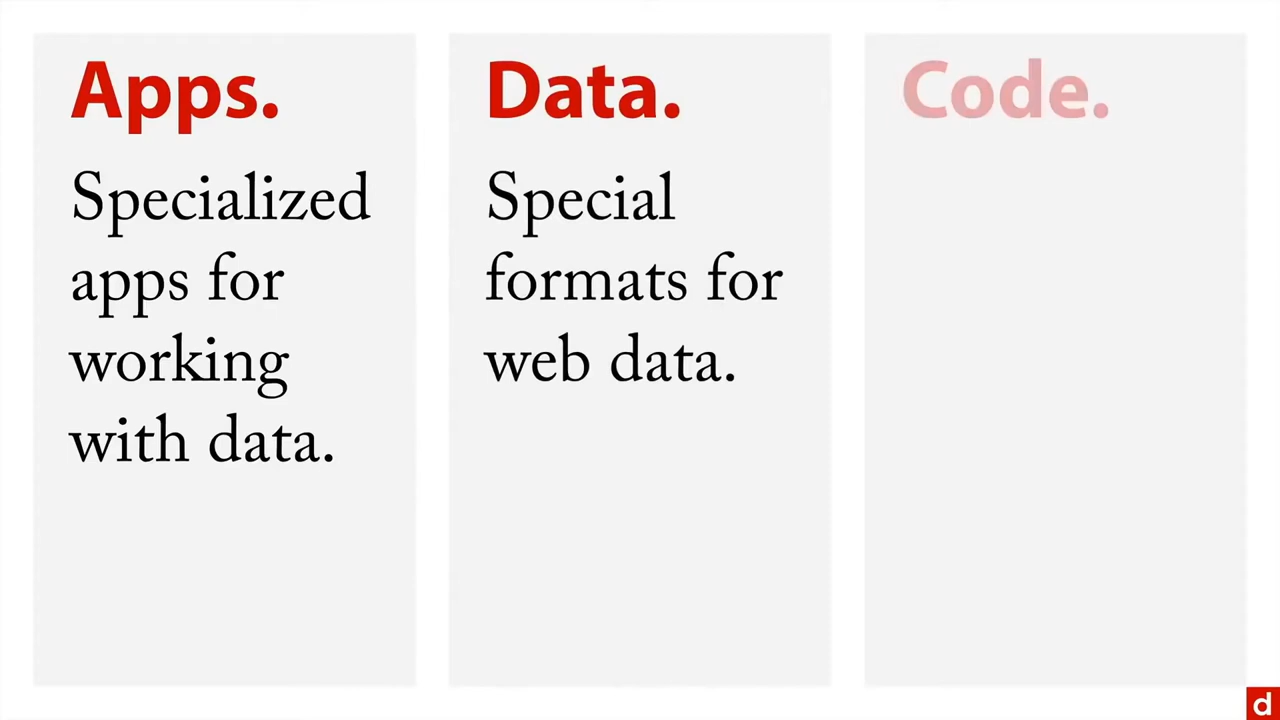 Apps.
Specialized
apps for
working
with data.
Data.
Special
formats for
web data.
Code.
d